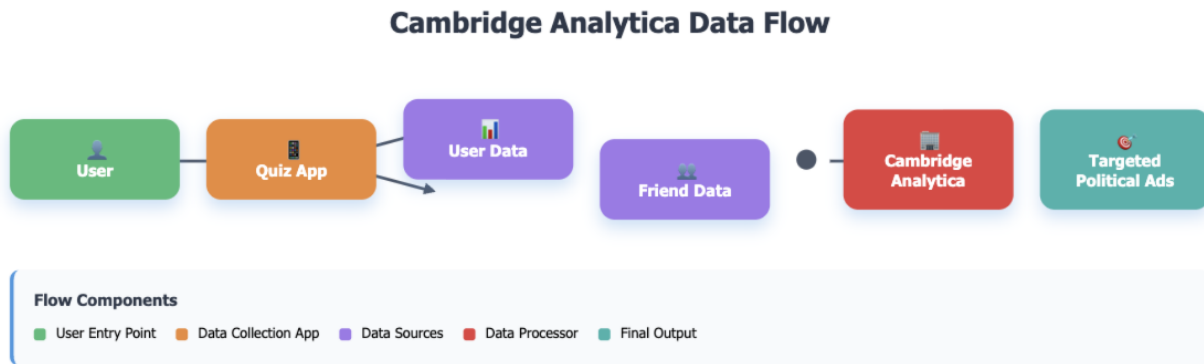 Cambridge Analytica Data Flow
User
Quiz App
User Data
Friend Data
Cambridge
Analytica
Targeted
Political Ads
Flow Components
User Entry Point
Data Collection App
Data Sources
Data Processor
Final Output